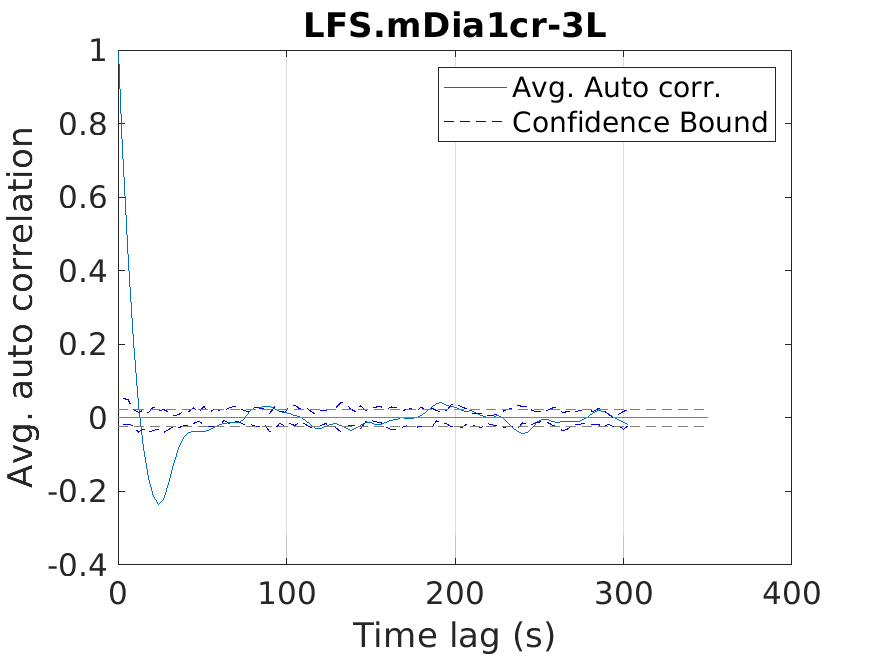 LFS.mDia1cr-3L
Avg. Auto corr.
Confidence Bound
Avg. auto correlation
1
0.8
0.6
0.4
0.2
0
-0.2
-0.4
0 100 200 300 400
Time lag (s)